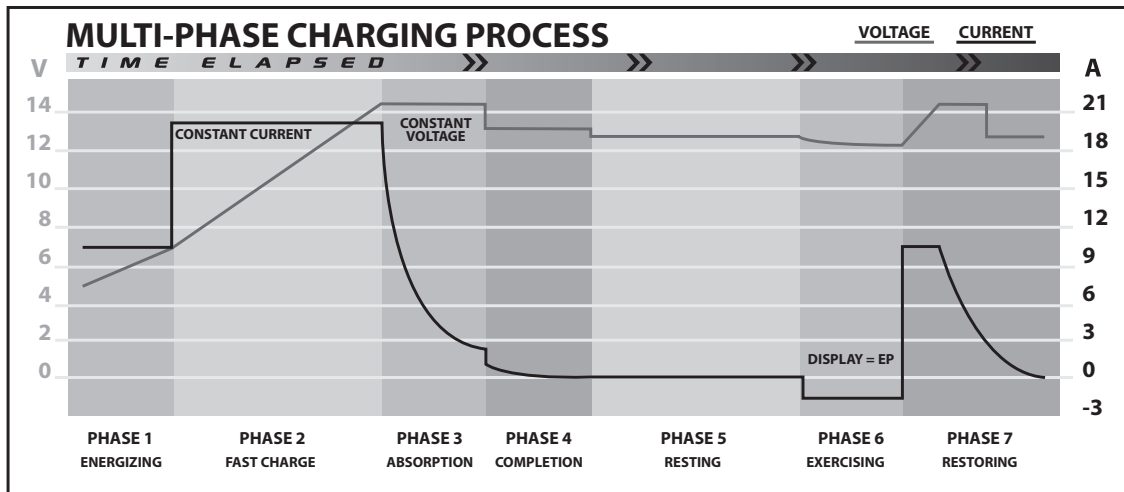 MULTI-PHASE CHARGING PROCESS
VOLTAGE CURRENT
TIME ELAPSED
V
A
14
12
10
8
6
4
2
0
21
18
15
12
9
6
3
0
-3
CONSTANT CURRENT
CONSTANT
VOLTAGE
DISPLAY = EP
PHASE 1
ENERGIZING
PHASE 2
FAST CHARGE
PHASE 3
ABSORPTION
PHASE 4
COMPLETION
PHASE 5
RESTING
PHASE 6
EXERCISING
PHASE 7
RESTORING